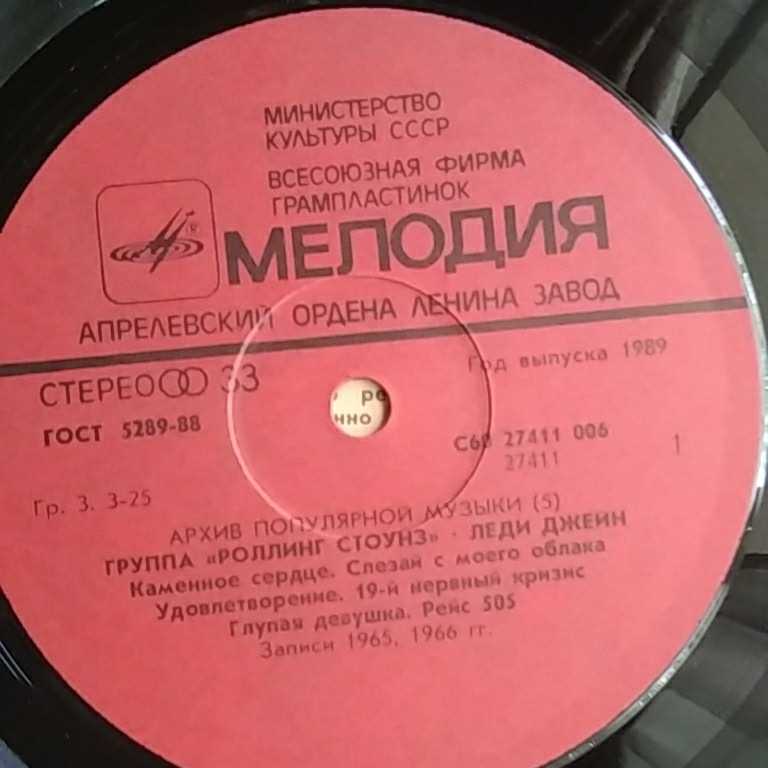 МИНИСТЕРСТВО
КУЛЬТУРЫ СССР
ВСЕСОЮЗНАЯ ФИРМА
ГРАМПЛАСТИНОК
®
МЕЛОДИЯ
АПРЕЛЕВСКИЙ ОРДЕНА ЛЕНИНА ЗАВОД
СТЕРЕО 33
Год выпуска 1989
ГОСТ 5289-88
С60 27411 006
27411
1
Гр. 3. 3-25
АРХИВ ПОПУЛЯРНОЙ МУЗЫКИ (5)
ГРУППА «РОЛЛИНГ СТОУНЗ» · ЛЕДИ ДЖЕЙН
Каменное сердце. Слезай с моего облака
Удовлетворение. 19-й нервный кризис
Глупая девушка. Рейс 505
Записи 1965, 1966 гг.